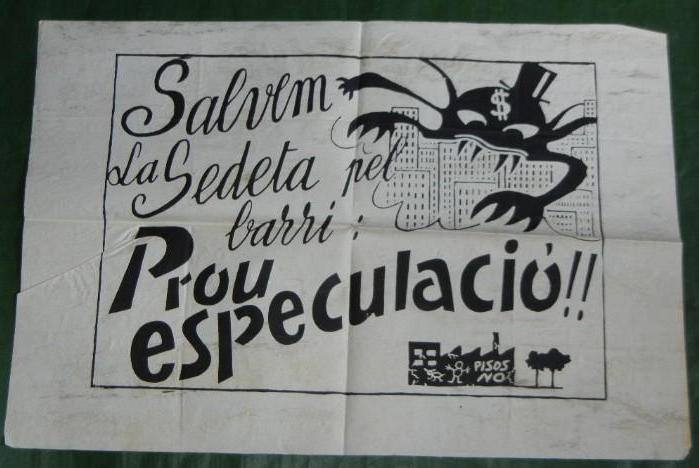 Salvem
La Sedeta pel
barri:
Prou
especulació!!
$
PISOS
NO